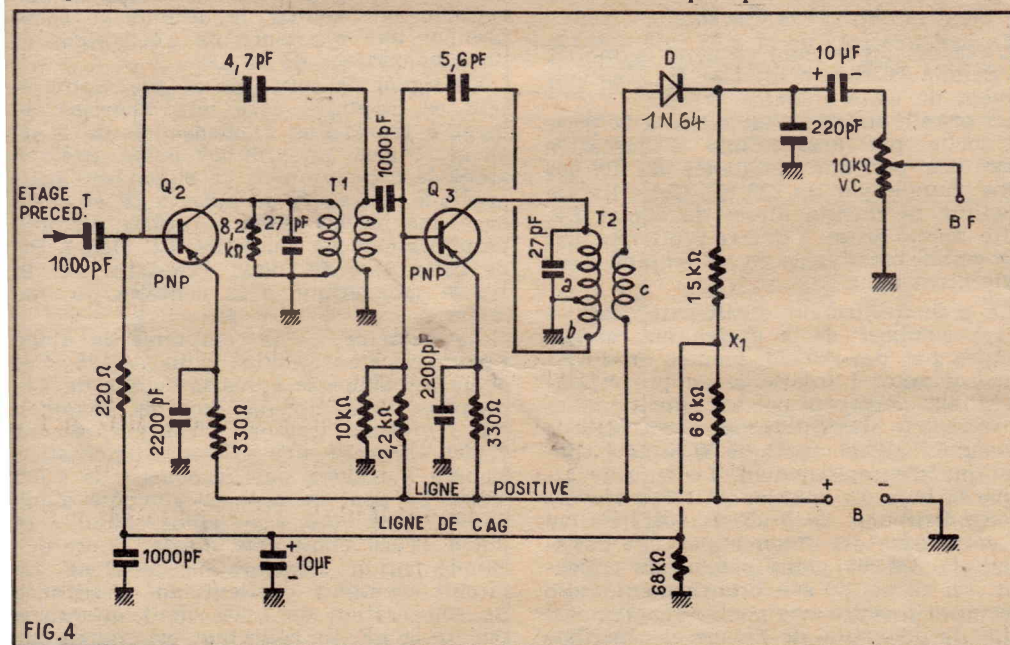 4,7pF
5,6pF
D
1N64
10 µF
+ -
220pF
10kΩ
VC
BF
ETAGE
PRECED.
T
1000pF
Q2
PNP
8,2
kΩ
27 pF
T1
1000pF
Q3
PNP
27pF
T2
a
b
c
15kΩ
X1
68kΩ
220Ω
2200 pF
330Ω
10kΩ
2,2kΩ
2200pF
330Ω
LIGNE POSITIVE
+ -
B
LIGNE DE CAG
1000pF
+
10µF
-
68kΩ
FIG.4